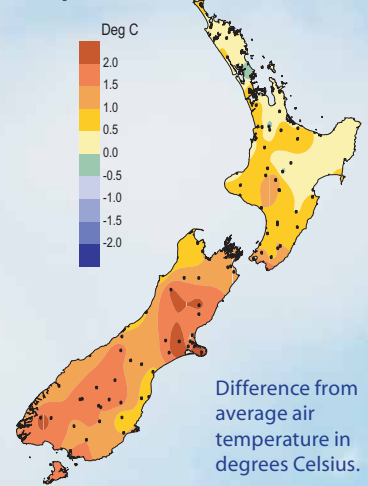 Deg C
2.0
1.5
1.0
0.5
0.0
-0.5
-1.0
-1.5
-2.0
Difference from
average air
temperature in
degrees Celsius.